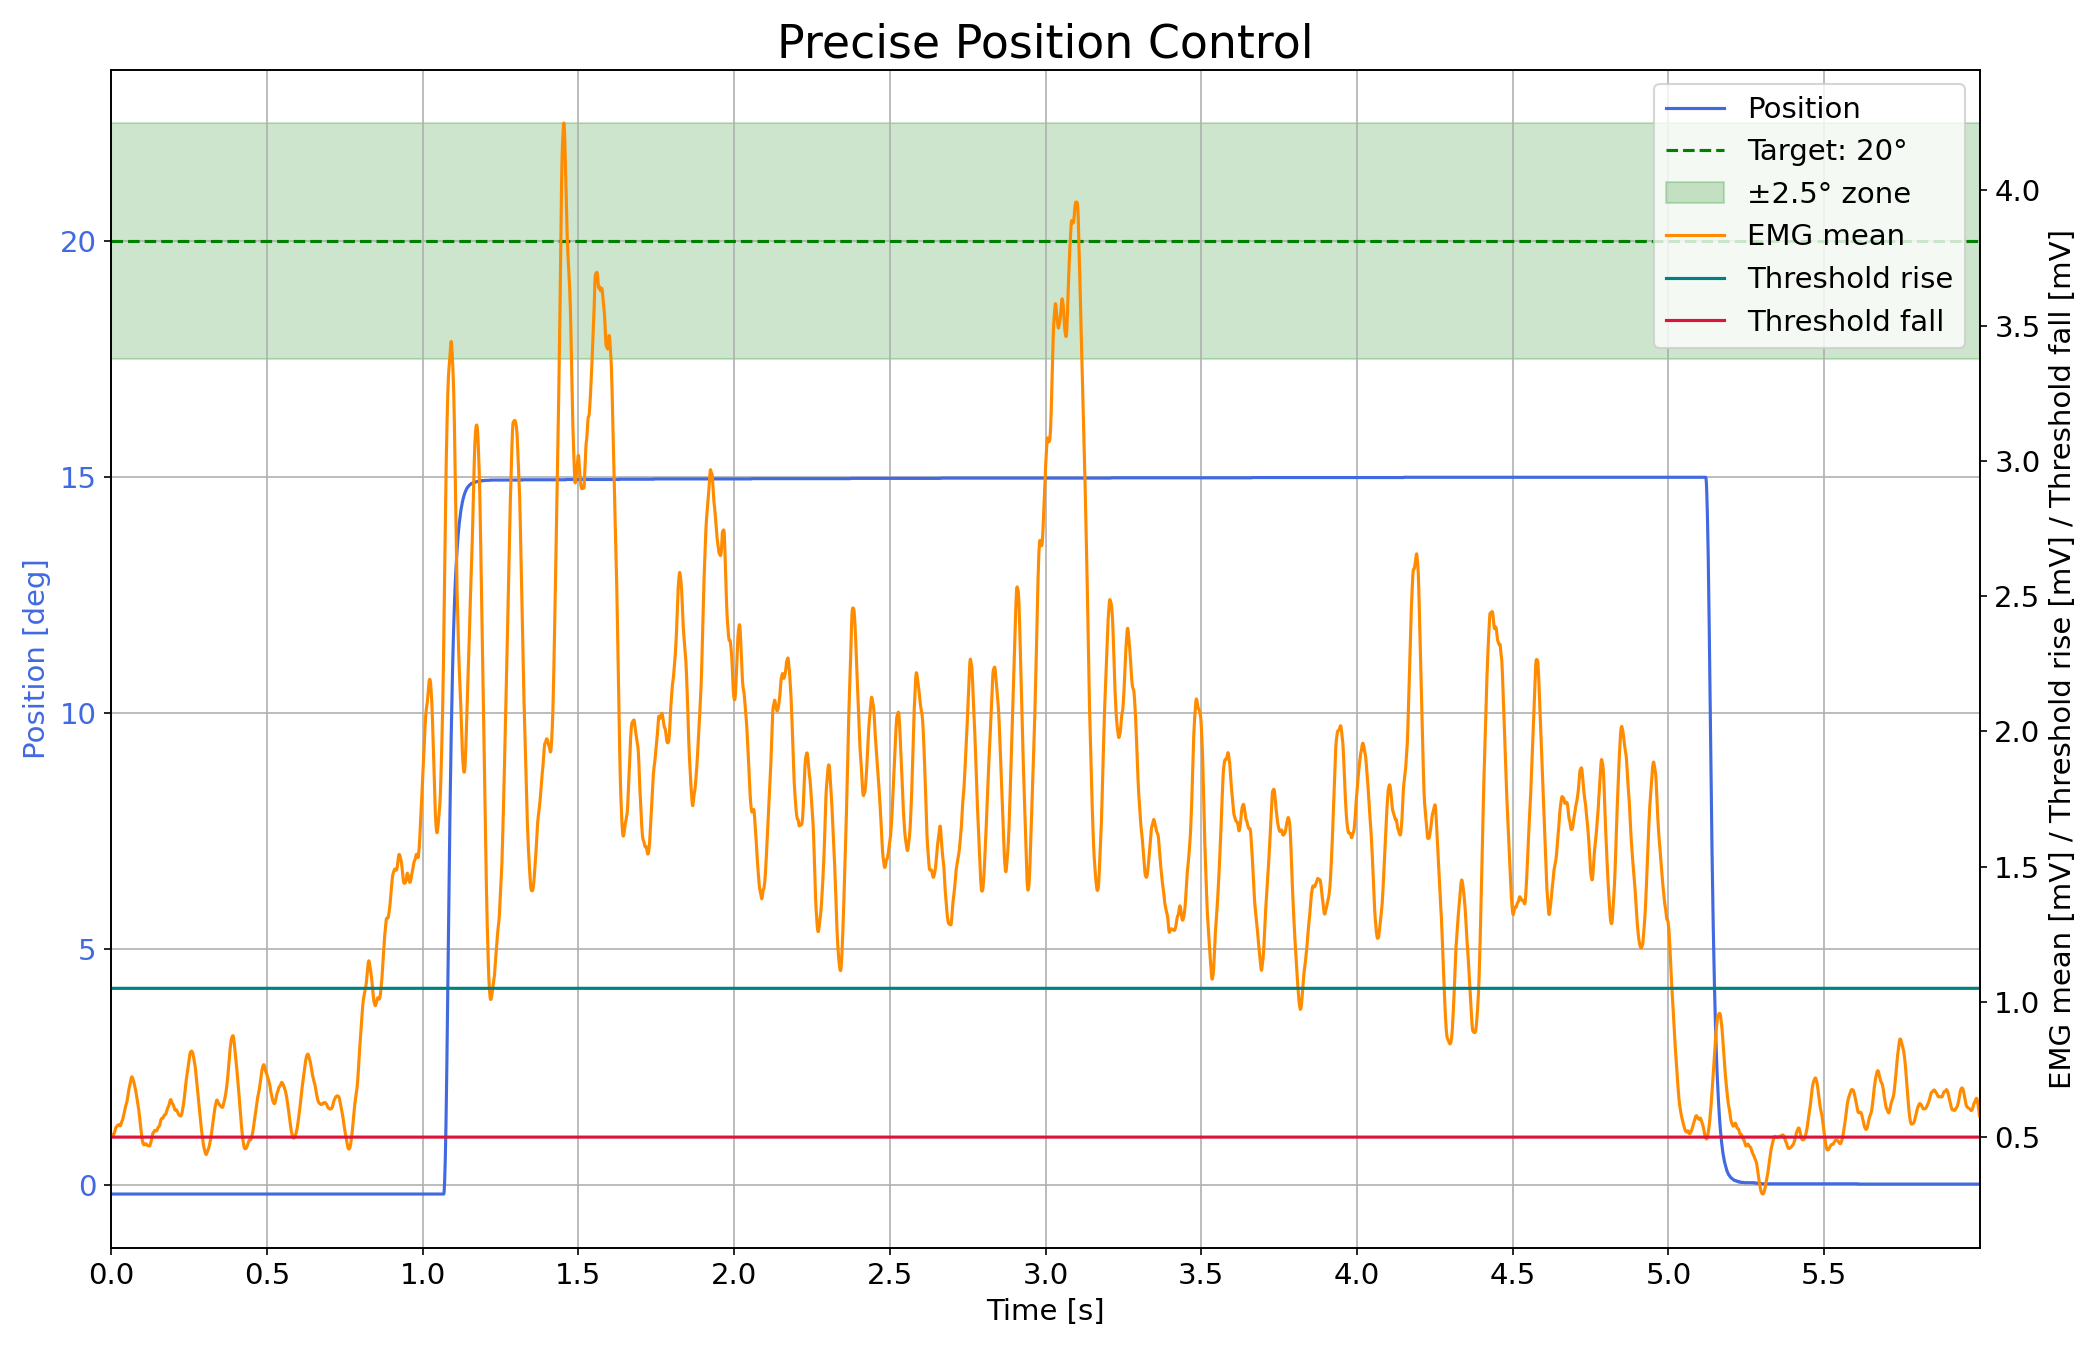 Precise Position Control
Position
Target: 20°
±2.5° zone
EMG mean
Threshold rise
Threshold fall
Position [deg]
20
15
10
5
0
4.0
3.5
3.0
2.5
2.0
1.5
1.0
0.5
EMG mean [mV] / Threshold rise [mV] / Threshold fall [mV]
0.0 0.5 1.0 1.5 2.0 2.5 3.0 3.5 4.0 4.5 5.0 5.5
Time [s]